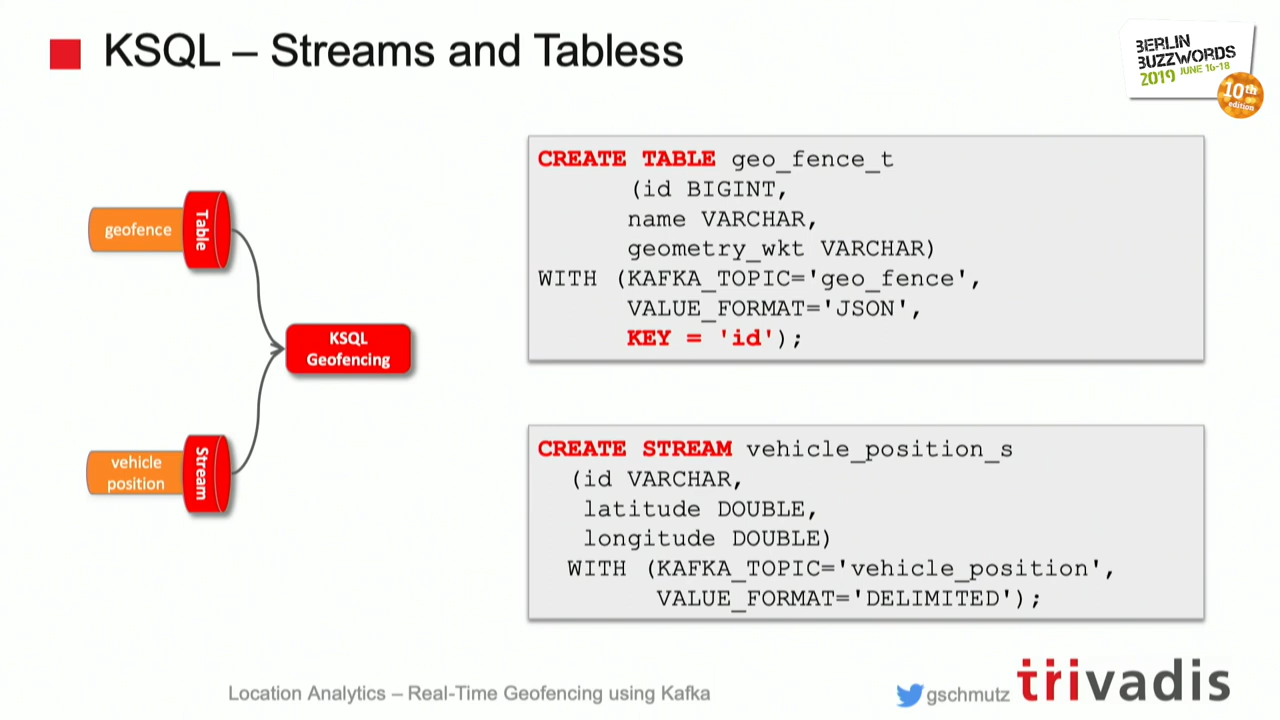 KSQL – Streams and Tabless
BERLIN
BUZZWORDS
2019 JUNE 16-18
10th
edition
geofence
Table
KSQL
Geofencing
vehicle
position
Stream
CREATE TABLE geo_fence_t
(id BIGINT,
name VARCHAR,
geometry_wkt VARCHAR)
WITH (KAFKA_TOPIC='geo_fence',
VALUE_FORMAT='JSON',
KEY = 'id');
CREATE STREAM vehicle_position_s
(id VARCHAR,
latitude DOUBLE,
longitude DOUBLE)
WITH (KAFKA_TOPIC='vehicle_position',
VALUE_FORMAT='DELIMITED');
Location Analytics – Real-Time Geofencing using Kafka
gschmutz
trivadis